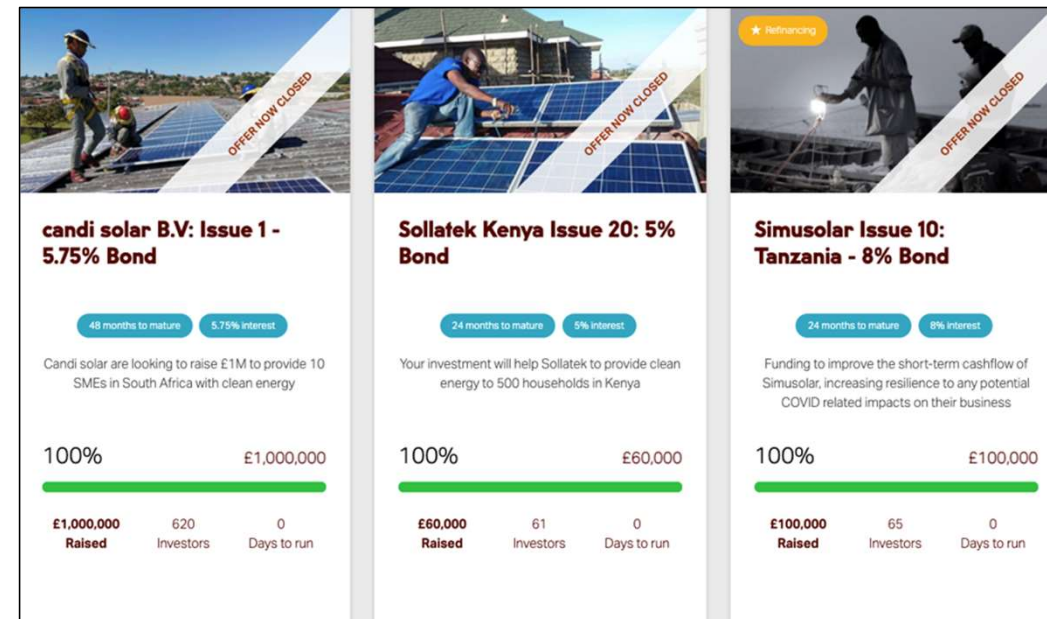 OFFER NOW CLOSED
candi solar B.V: Issue 1 -
5.75% Bond
48 months to mature
5.75% interest
Candi solar are looking to raise £1M to provide 10
SMEs in South Africa with clean energy
100%
£1,000,000
£1,000,000
Raised
620
Investors
0
Days to run
OFFER NOW CLOSED
Sollatek Kenya Issue 20: 5%
Bond
24 months to mature
5% interest
Your investment will help Sollatek to provide clean
energy to 500 households in Kenya
100%
£60,000
£60,000
Raised
61
Investors
0
Days to run
Refinancing
OFFER NOW CLOSED
Simusolar Issue 10:
Tanzania - 8% Bond
24 months to mature
8% interest
Funding to improve the short-term cashflow of
Simusolar, increasing resilience to any potential
COVID related impacts on their business
100%
£100,000
£100,000
Raised
65
Investors
0
Days to run